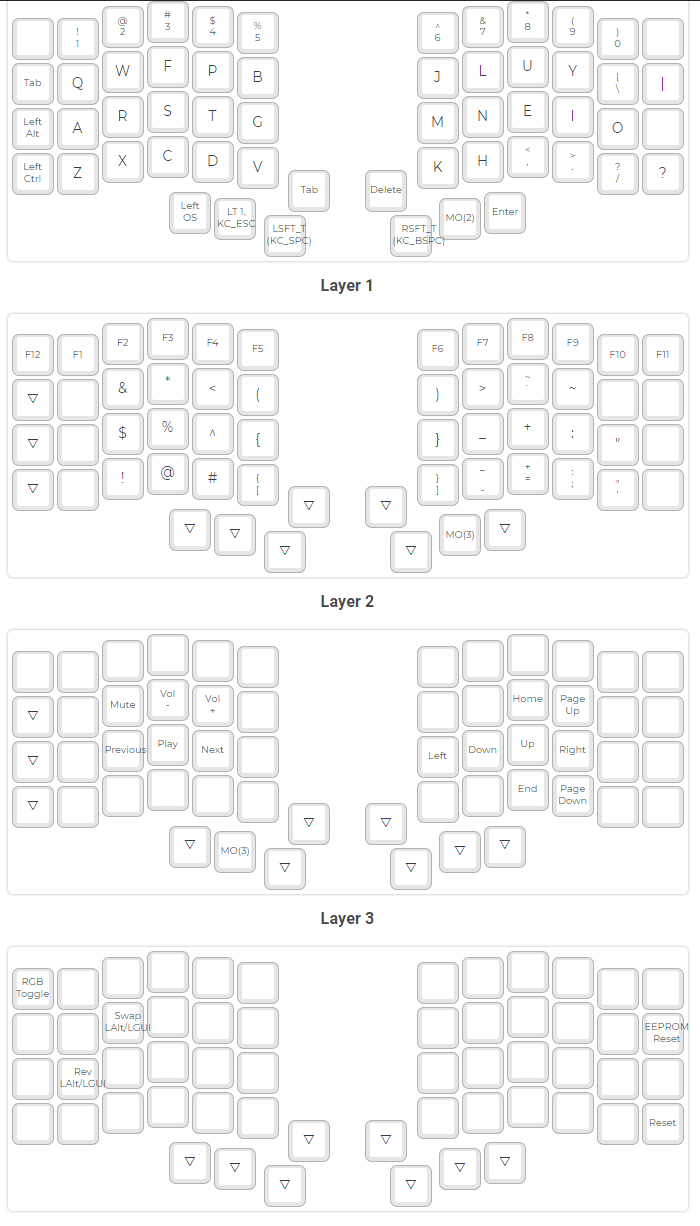 ! @ # $ % ^ & * ( )
1 2 3 4 5 6 7 8 9 0
Tab Q W F P B J L U Y | |
\
Left Alt A R S T G M N E I O
Left Ctrl Z X C D V K H < , > . ? / ?
Left OS LT 1, KC_ESC Tab Delete MO(2) Enter
LSFT_T (KC_SPC) RSFT_T (KC_BSPC)
Layer 1
F12 F1 F2 F3 F4 F5 F6 F7 F8 F9 F10 F11
▽ & * < ( ) > ~ ` ~
▽ $ % ^ { } _ + : "
▽ ! @ # { [ } ] _ - + = : ; " '
▽ ▽ ▽ ▽ MO(3) ▽
▽ ▽
Layer 2
▽ Mute Vol - Vol + Home Page Up
▽ Previous Play Next Left Down Up Right
▽ End Page Down
▽ MO(3) ▽ ▽ ▽ ▽
▽ ▽
Layer 3
RGB Toggle
Swap LAlt/LGUI EEPROM Reset
Rev LAlt/LGUI
Reset
▽ ▽ ▽ ▽ ▽ ▽
▽ ▽